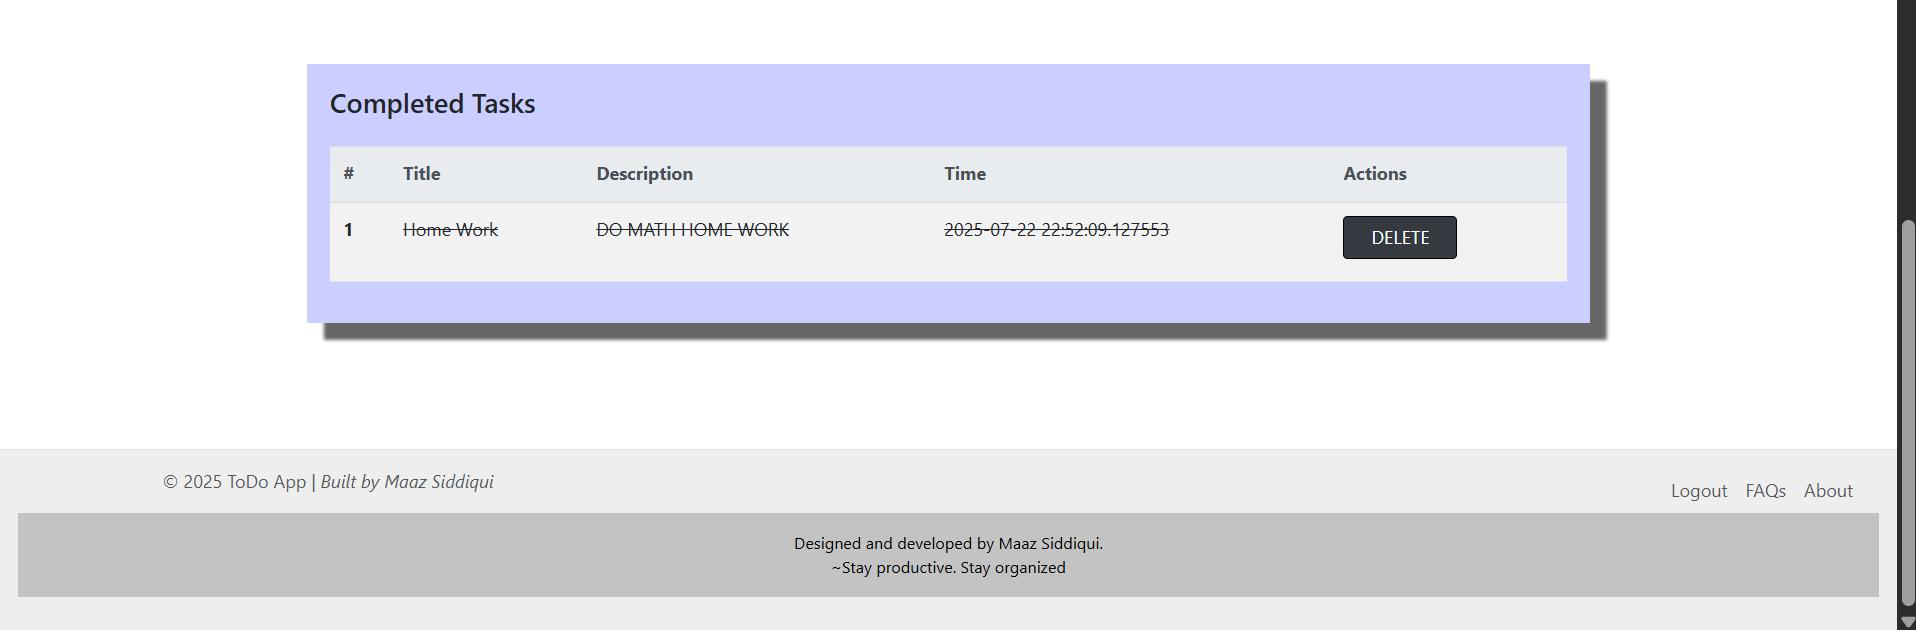 Completed Tasks
# Title Description Time Actions
1 Home Work DO MATH HOME WORK 2025-07-22 22:52:09.127553 DELETE
© 2025 ToDo App | Built by Maaz Siddiqui
Logout FAQs About
Designed and developed by Maaz Siddiqui.
~Stay productive. Stay organized